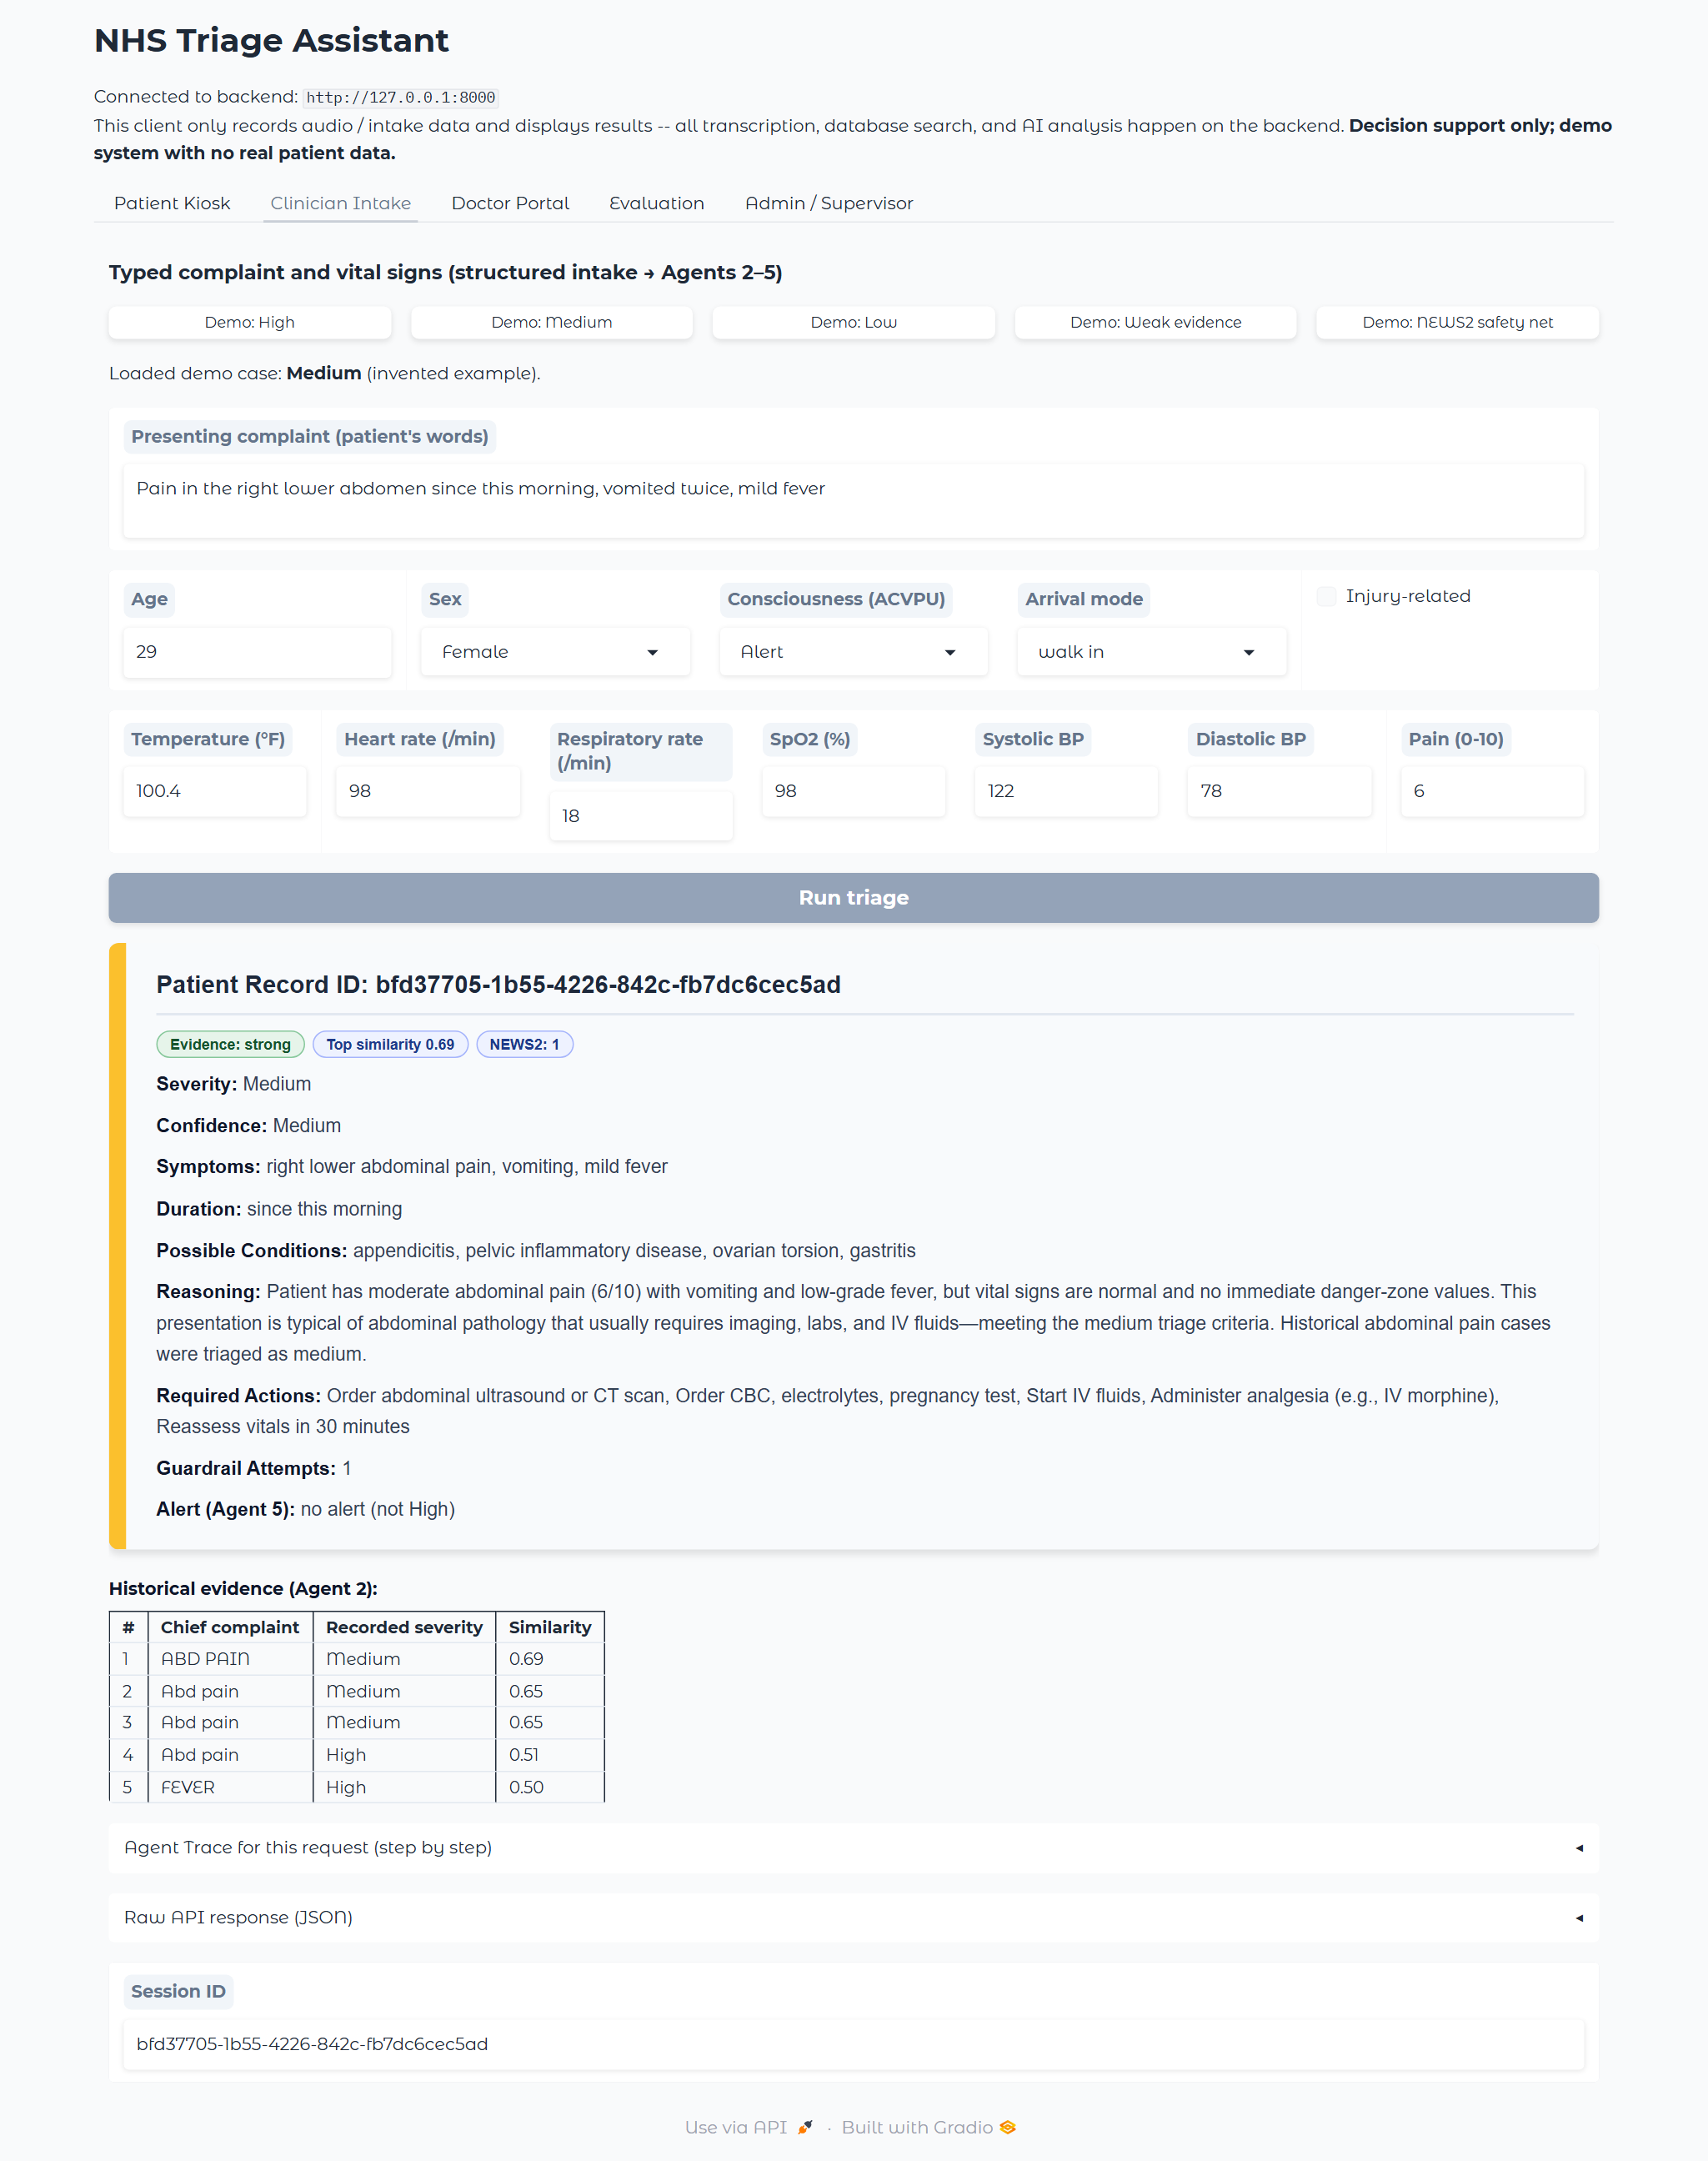 NHS Triage Assistant
Connected to backend: http://127.0.0.1:8000
This client only records audio / intake data and displays results -- all transcription, database search, and AI analysis happen on the backend. Decision support only; demo
system with no real patient data.
Patient Kiosk Clinician Intake Doctor Portal Evaluation Admin / Supervisor
Typed complaint and vital signs (structured intake → Agents 2–5)
Demo: High Demo: Medium Demo: Low Demo: Weak evidence Demo: NEWS2 safety net
Loaded demo case: Medium (invented example).
Presenting complaint (patient's words)
Pain in the right lower abdomen since this morning, vomited twice, mild fever
Age Sex Consciousness (ACVPU) Arrival mode Injury-related
29 Female Alert walk in
Temperature (°F) Heart rate (/min) Respiratory rate (/min) SpO2 (%) Systolic BP Diastolic BP Pain (0-10)
100.4 98 18 98 122 78 6
Run triage
Patient Record ID: bfd37705-1b55-4226-842c-fb7dc6cec5ad
Evidence: strong Top similarity 0.69 NEWS2: 1
Severity: Medium
Confidence: Medium
Symptoms: right lower abdominal pain, vomiting, mild fever
Duration: since this morning
Possible Conditions: appendicitis, pelvic inflammatory disease, ovarian torsion, gastritis
Reasoning: Patient has moderate abdominal pain (6/10) with vomiting and low-grade fever, but vital signs are normal and no immediate danger-zone values. This
presentation is typical of abdominal pathology that usually requires imaging, labs, and IV fluids—meeting the medium triage criteria. Historical abdominal pain cases
were triaged as medium.
Required Actions: Order abdominal ultrasound or CT scan, Order CBC, electrolytes, pregnancy test, Start IV fluids, Administer analgesia (e.g., IV morphine),
Reassess vitals in 30 minutes
Guardrail Attempts: 1
Alert (Agent 5): no alert (not High)
Historical evidence (Agent 2):
# Chief complaint Recorded severity Similarity
1 ABD PAIN Medium 0.69
2 Abd pain Medium 0.65
3 Abd pain Medium 0.65
4 Abd pain High 0.51
5 FEVER High 0.50
Agent Trace for this request (step by step)
Raw API response (JSON)
Session ID
bfd37705-1b55-4226-842c-fb7dc6cec5ad
Use via API · Built with Gradio